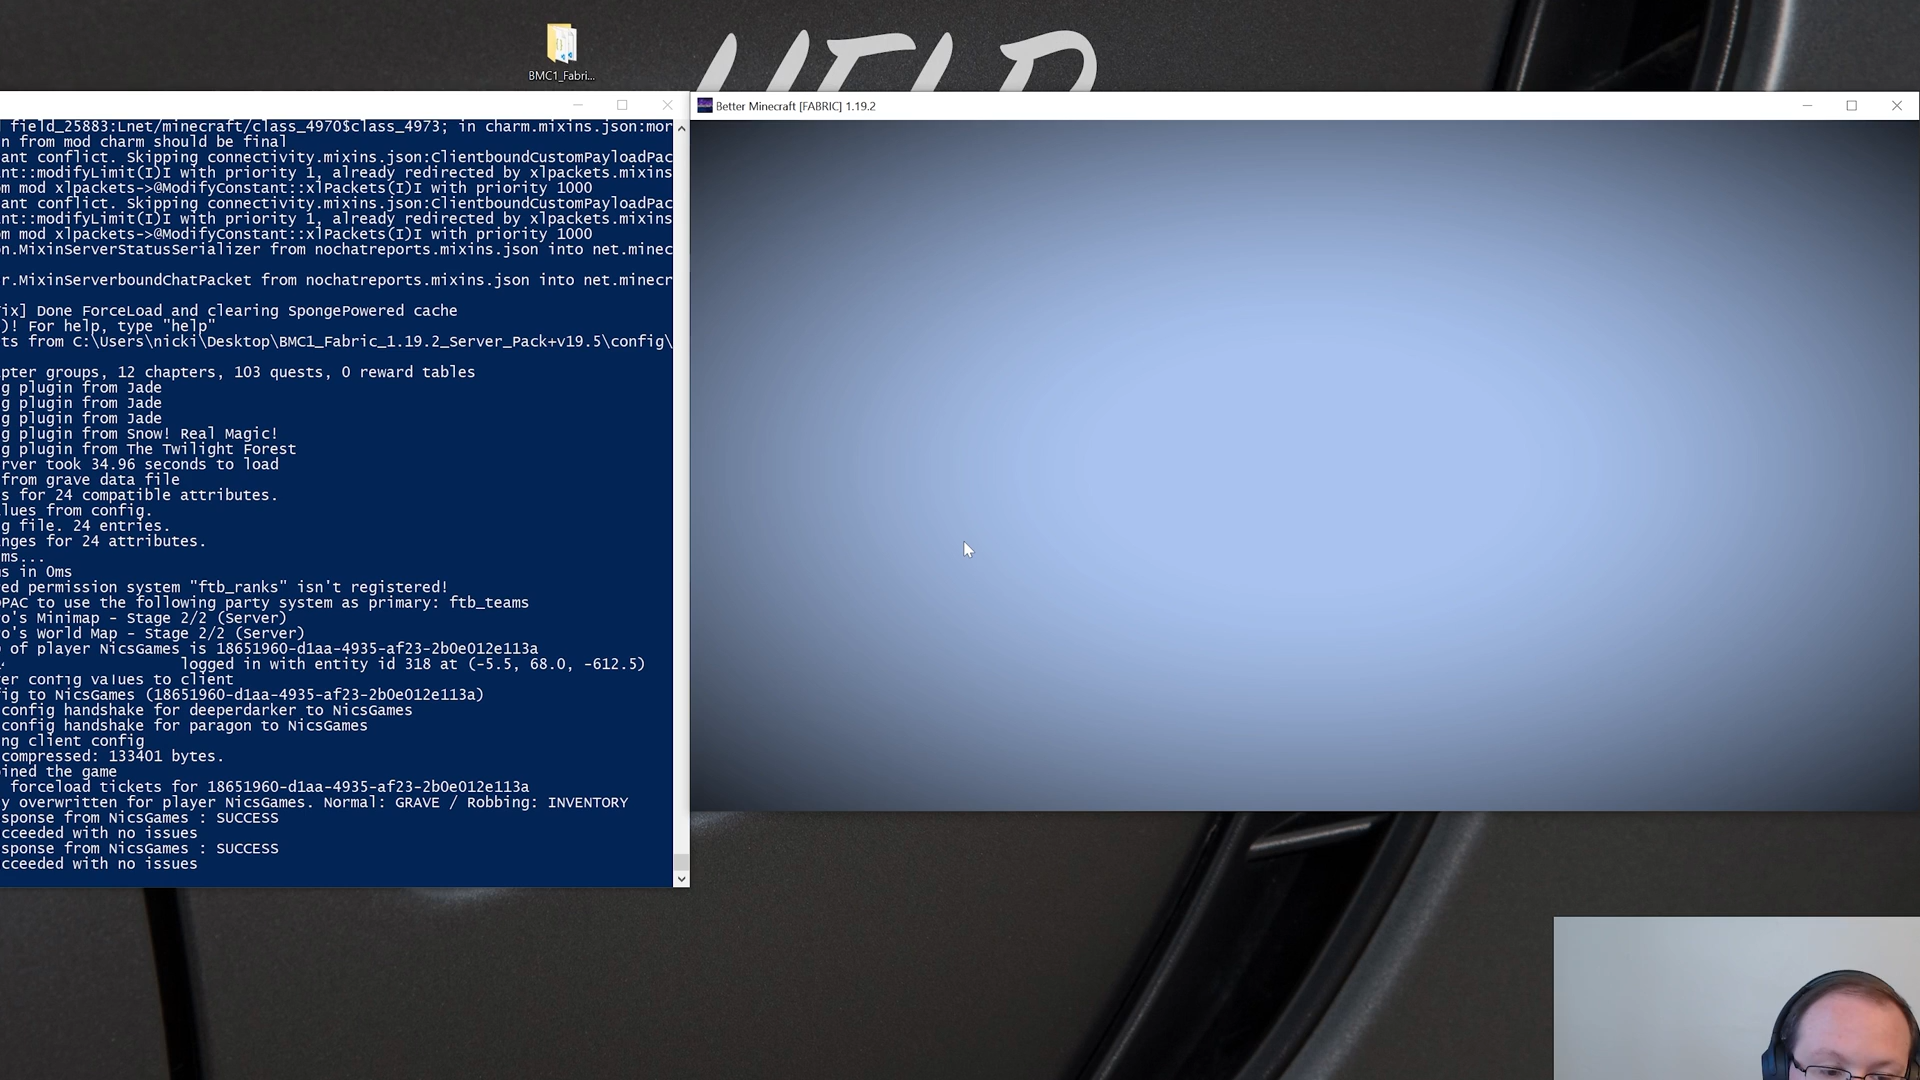 BMC1_Fabri...
Better Minecraft [FABRIC] 1.19.2
field_25883:Lnet/minecraft/class_4970$class_4973; in charm.mixins.json:mor
n from mod charm should be final
ant conflict. Skipping connectivity.mixins.json:ClientboundCustomPayloadPac
ant::modifyLimit(I)I with priority 1, already redirected by xlpackets.mixins
om mod xlpackets->@ModifyConstant::xlPackets(I)I with priority 1000
ant conflict. Skipping connectivity.mixins.json:ClientboundCustomPayloadPac
ant::modifyLimit(I)I with priority 1, already redirected by xlpackets.mixins
om mod xlpackets->@ModifyConstant::xlPackets(I)I with priority 1000
on.MixinServerStatusSerializer from nochatreports.mixins.json into net.minec
r.MixinServerboundChatPacket from nochatreports.mixins.json into net.minecr
ix] Done ForceLoad and clearing SpongePowered cache
)! For help, type "help"
ts from C:\Users\nicki\Desktop\BMC1_Fabric_1.19.2_Server_Pack+v19.5\config\
pter groups, 12 chapters, 103 quests, 0 reward tables
g plugin from Jade
g plugin from Jade
g plugin from Jade
g plugin from Snow! Real Magic!
g plugin from The Twilight Forest
rver took 34.96 seconds to load
from grave data file
s for 24 compatible attributes.
lues from config.
g file. 24 entries.
nges for 24 attributes.
ms...
s in 0ms
ed permission system "ftb_ranks" isn't registered!
OPAC to use the following party system as primary: ftb_teams
o's Minimap - Stage 2/2 (Server)
o's World Map - Stage 2/2 (Server)
of player NicsGames is 18651960-d1aa-4935-af23-2b0e012e113a
logged in with entity id 318 at (-5.5, 68.0, -612.5)
er config values to client
fig to NicsGames (18651960-d1aa-4935-af23-2b0e012e113a)
config handshake for deeperdarker to NicsGames
config handshake for paragon to NicsGames
ng client config
compressed: 133401 bytes.
ined the game
forceload tickets for 18651960-d1aa-4935-af23-2b0e012e113a
y overwritten for player NicsGames. Normal: GRAVE / Robbing: INVENTORY
sponse from NicsGames : SUCCESS
cceeded with no issues
sponse from NicsGames : SUCCESS
cceeded with no issues